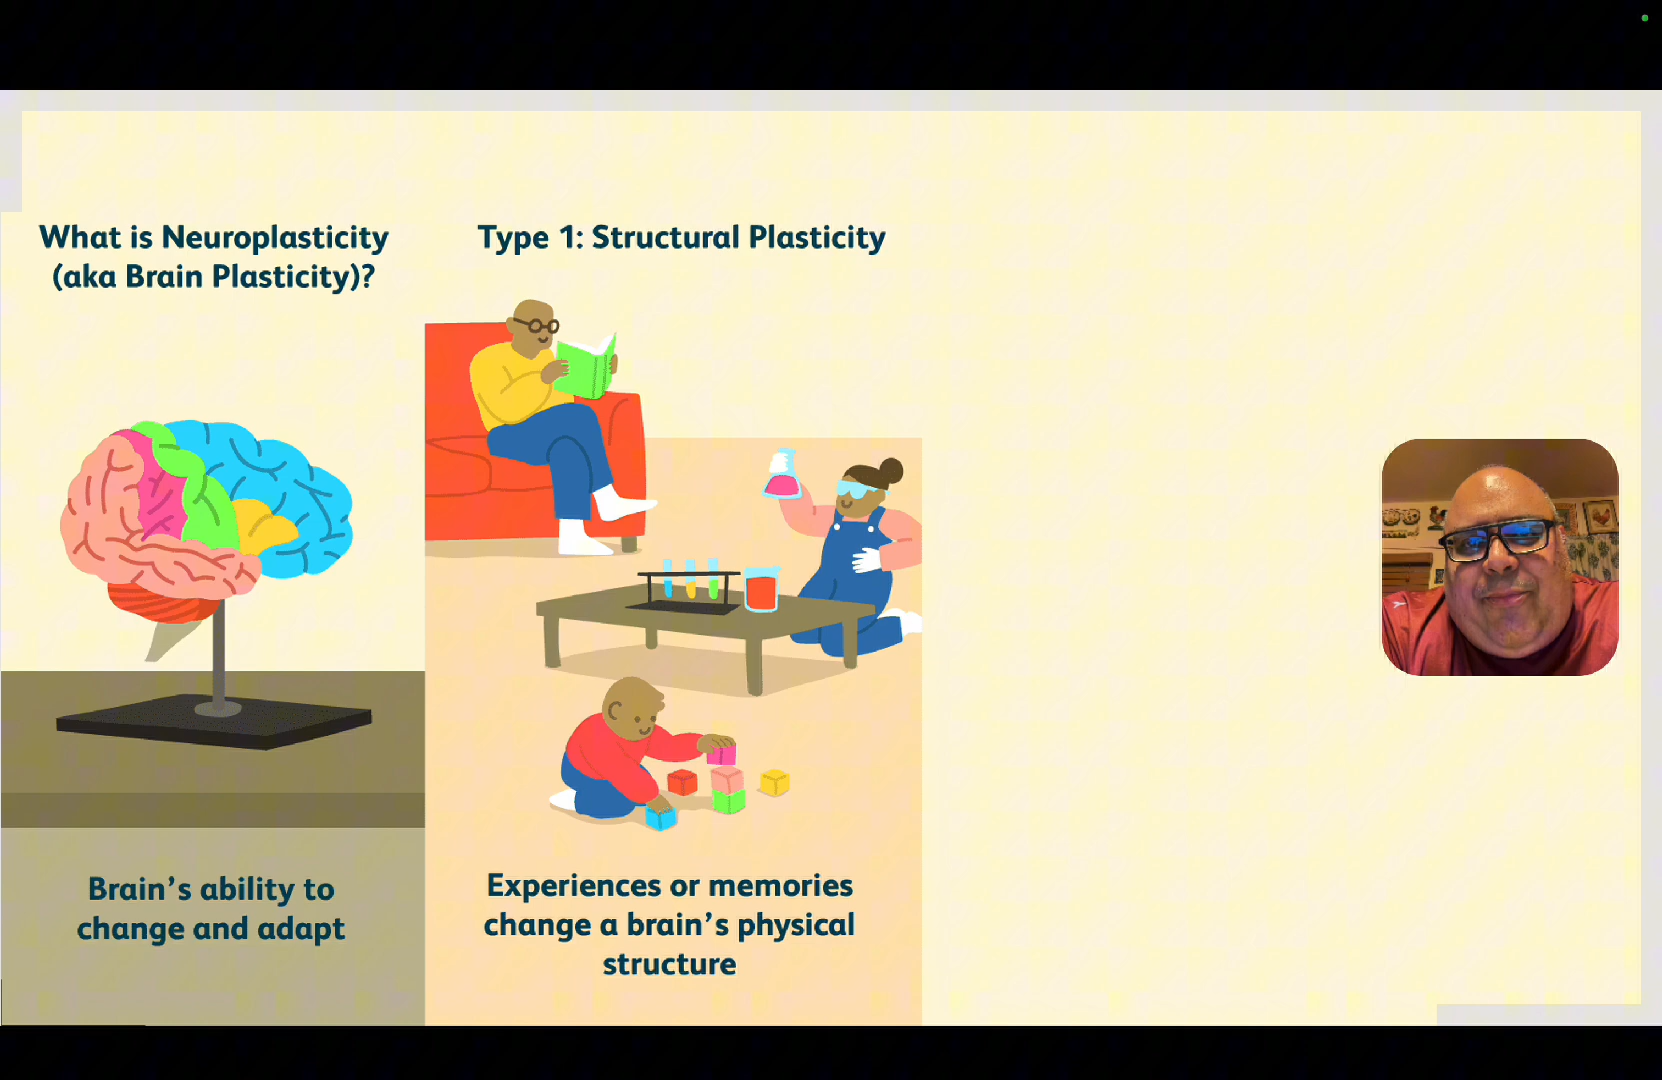 What is Neuroplasticity
(aka Brain Plasticity)?
Brain’s ability to
change and adapt
Type 1: Structural Plasticity
Experiences or memories
change a brain’s physical
structure